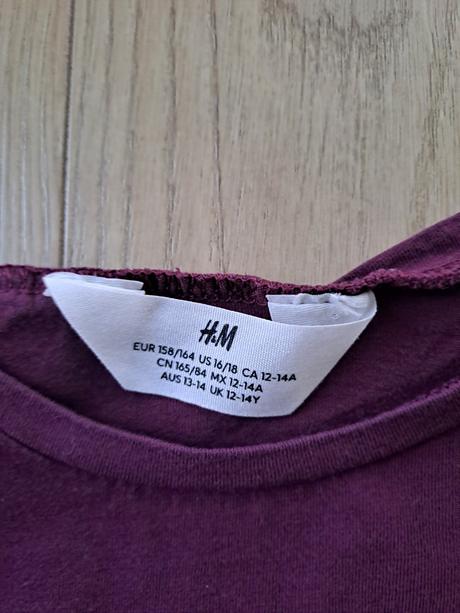 H&M
EUR 158/164 US 16/18 CA 12-14A
CN 165/84 MX 12-14A
AUS 13-14 UK 12-14Y